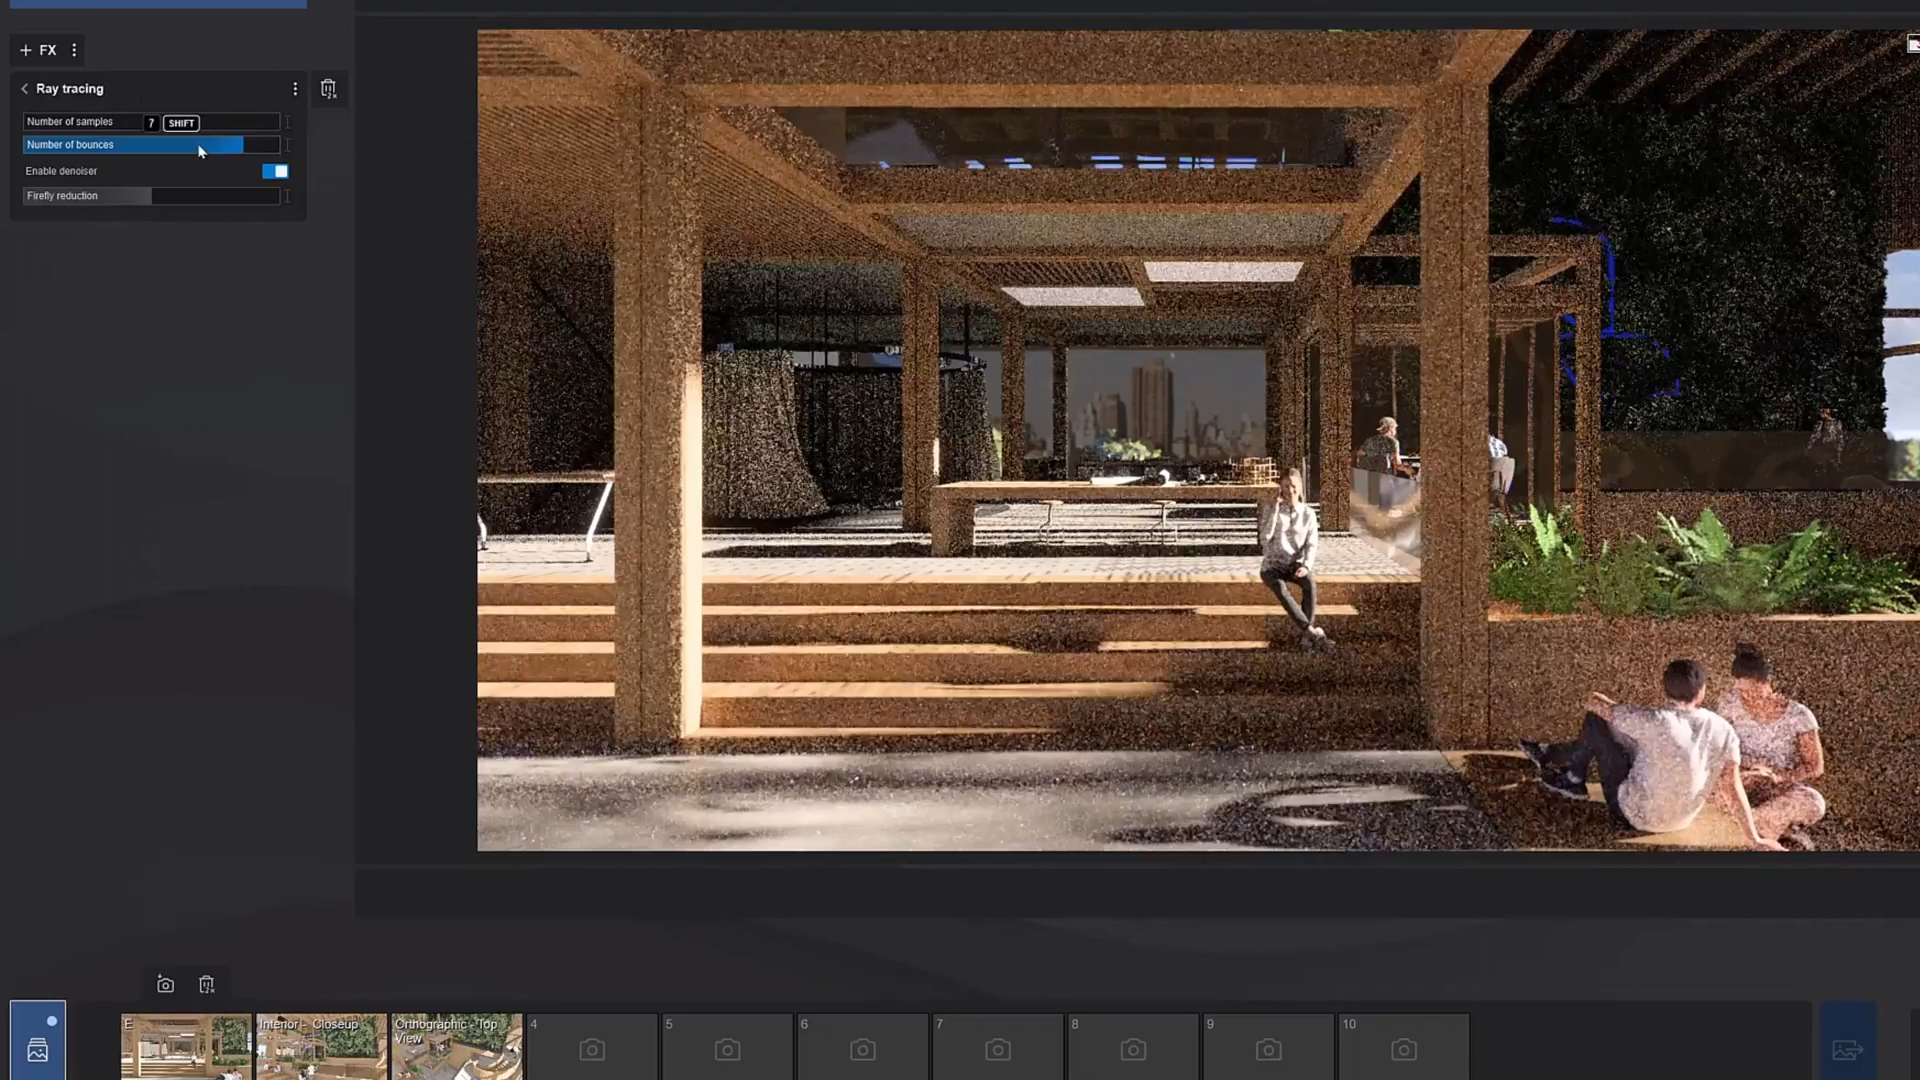 + FX
Ray tracing
Number of samples
7 SHIFT
Number of bounces
Enable denoiser
Firefly reduction
E
Interior - Closeup
Orthographic - Top
View
4
5
6
7
8
9
10